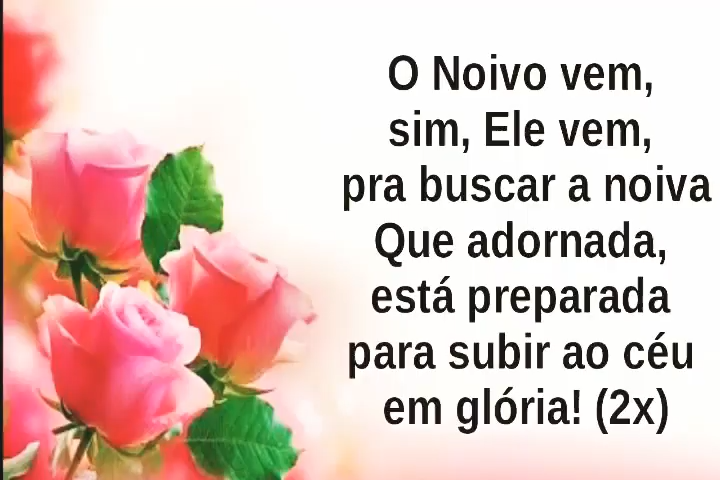 O Noivo vem,
sim, Ele vem,
pra buscar a noiva
Que adornada,
está preparada
para subir ao céu
em glória! (2x)